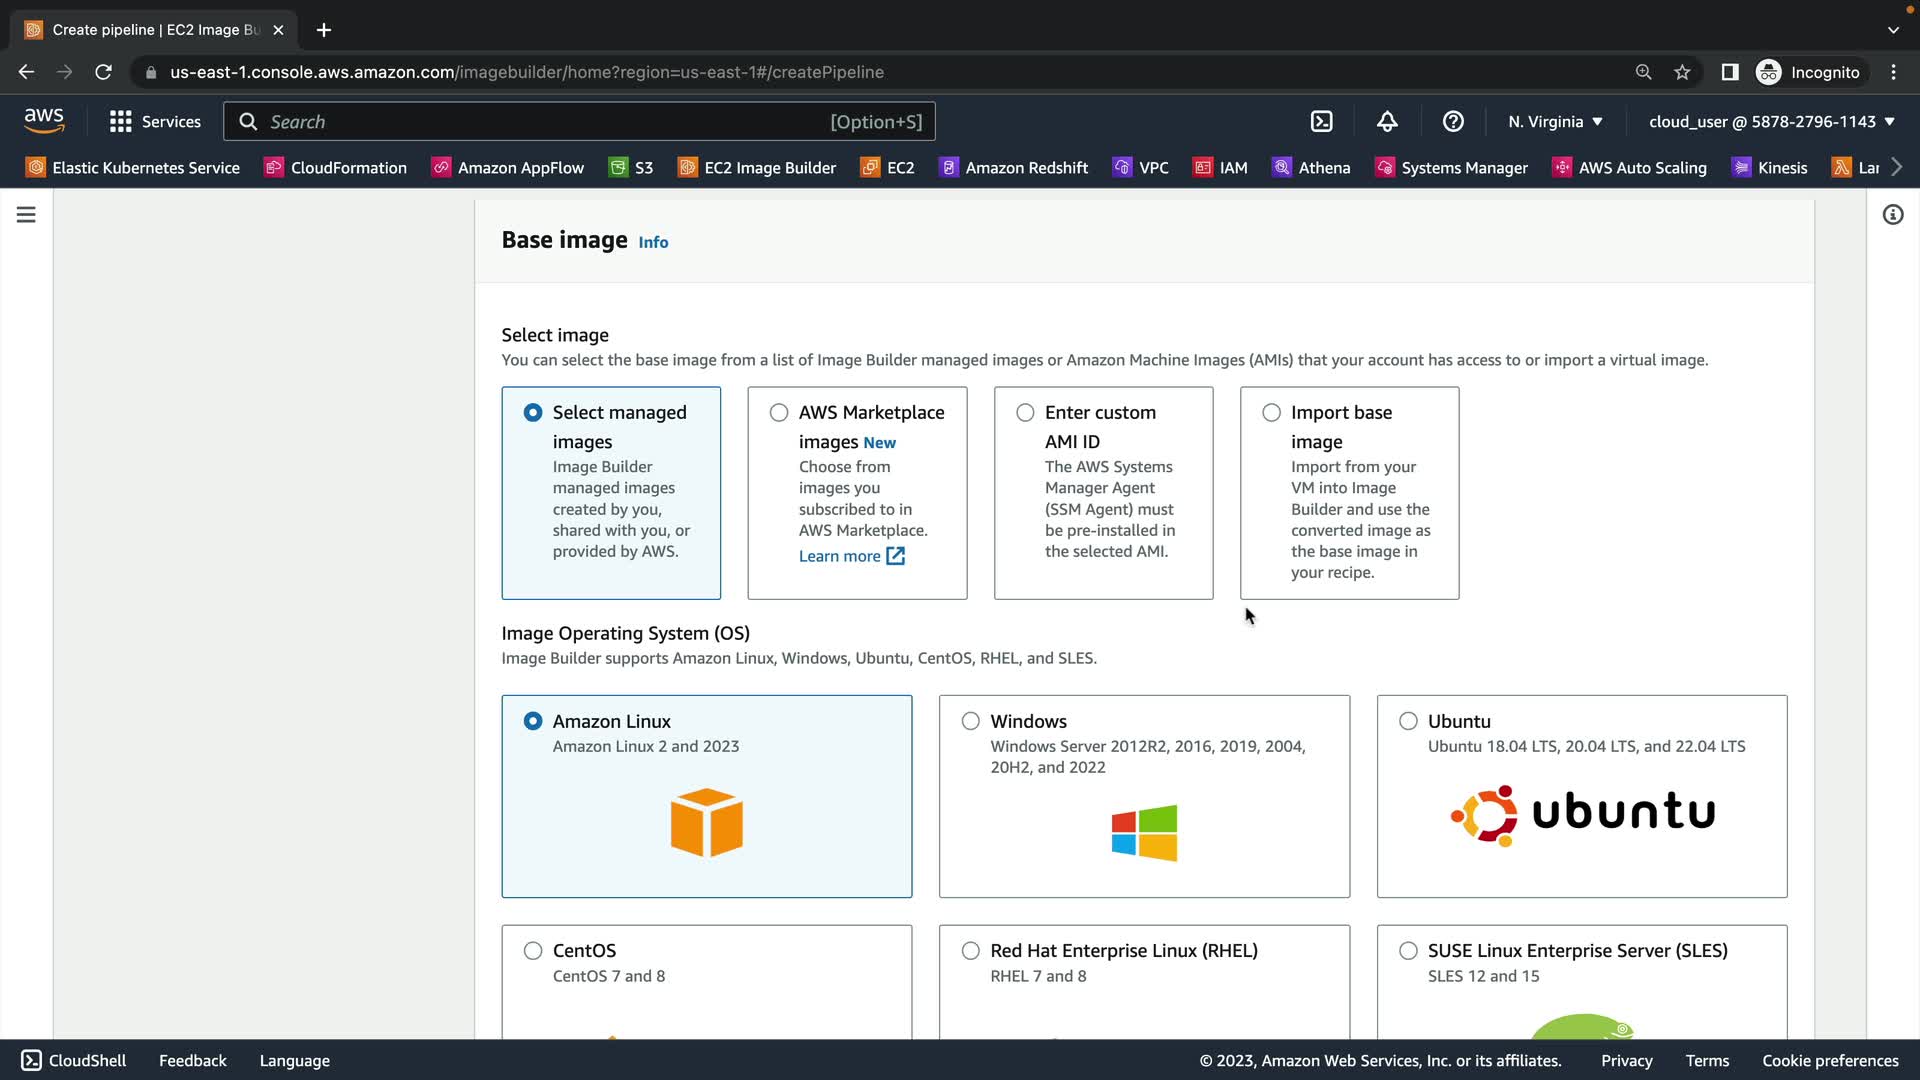 Create pipeline | EC2 Image Bu
us-east-1.console.aws.amazon.com/imagebuilder/home?region=us-east-1#/createPipeline
Incognito
aws
Services
Search
[Option+S]
N. Virginia
cloud_user @ 5878-2796-1143
Elastic Kubernetes Service
CloudFormation
Amazon AppFlow
S3
EC2 Image Builder
EC2
Amazon Redshift
VPC
IAM
Athena
Systems Manager
AWS Auto Scaling
Kinesis
Lar
Base image Info
Select image
You can select the base image from a list of Image Builder managed images or Amazon Machine Images (AMIs) that your account has access to or import a virtual image.
Select managed
images
Image Builder
managed images
created by you,
shared with you, or
provided by AWS.
AWS Marketplace
images New
Choose from
images you
subscribed to in
AWS Marketplace.
Learn more
Enter custom
AMI ID
The AWS Systems
Manager Agent
(SSM Agent) must
be pre-installed in
the selected AMI.
Import base
image
Import from your
VM into Image
Builder and use the
converted image as
the base image in
your recipe.
Image Operating System (OS)
Image Builder supports Amazon Linux, Windows, Ubuntu, CentOS, RHEL, and SLES.
Amazon Linux
Amazon Linux 2 and 2023
Windows
Windows Server 2012R2, 2016, 2019, 2004,
20H2, and 2022
Ubuntu
Ubuntu 18.04 LTS, 20.04 LTS, and 22.04 LTS
ubuntu
CentOS
CentOS 7 and 8
Red Hat Enterprise Linux (RHEL)
RHEL 7 and 8
SUSE Linux Enterprise Server (SLES)
SLES 12 and 15
CloudShell
Feedback
Language
© 2023, Amazon Web Services, Inc. or its affiliates.
Privacy
Terms
Cookie preferences